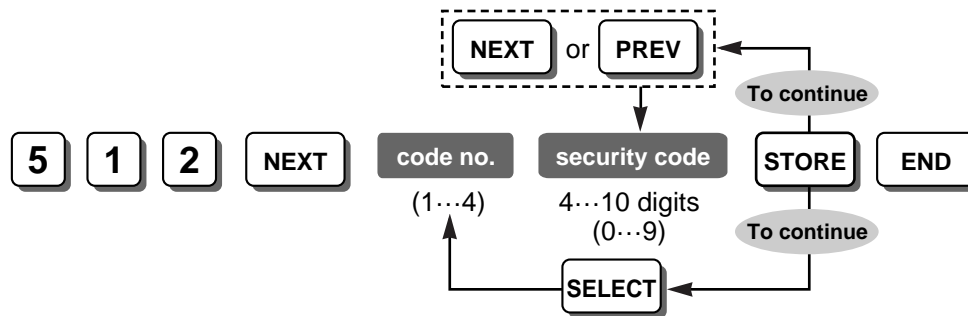 NEXT or PREV
To continue
5 1 2 NEXT code no. security code STORE END
(1···4) 4···10 digits
(0···9)
To continue
SELECT